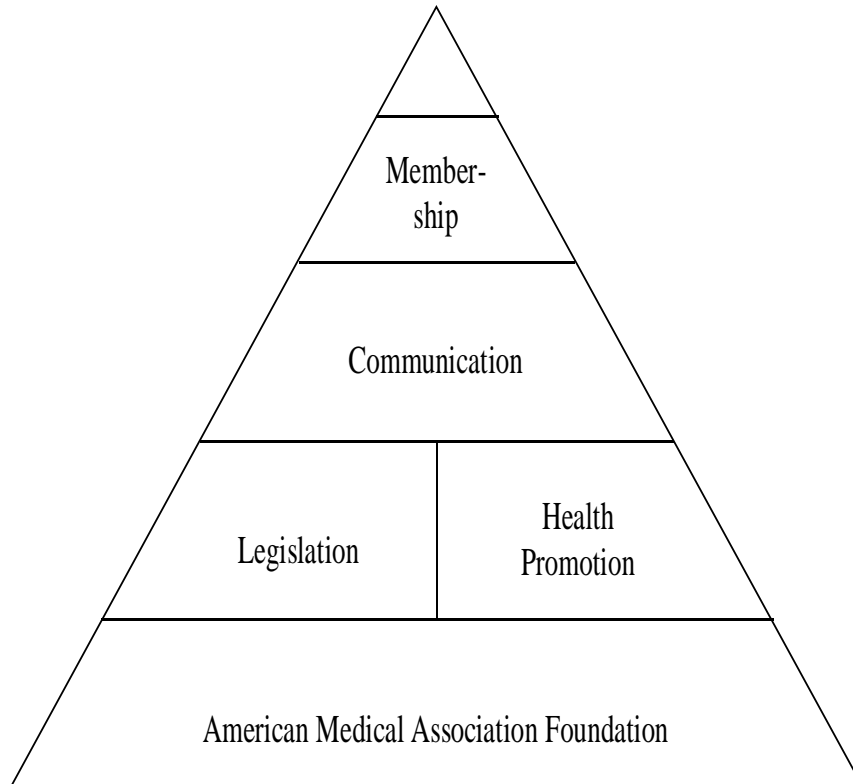 Member-
ship
Communication
Legislation
Health
Promotion
American Medical Association Foundation